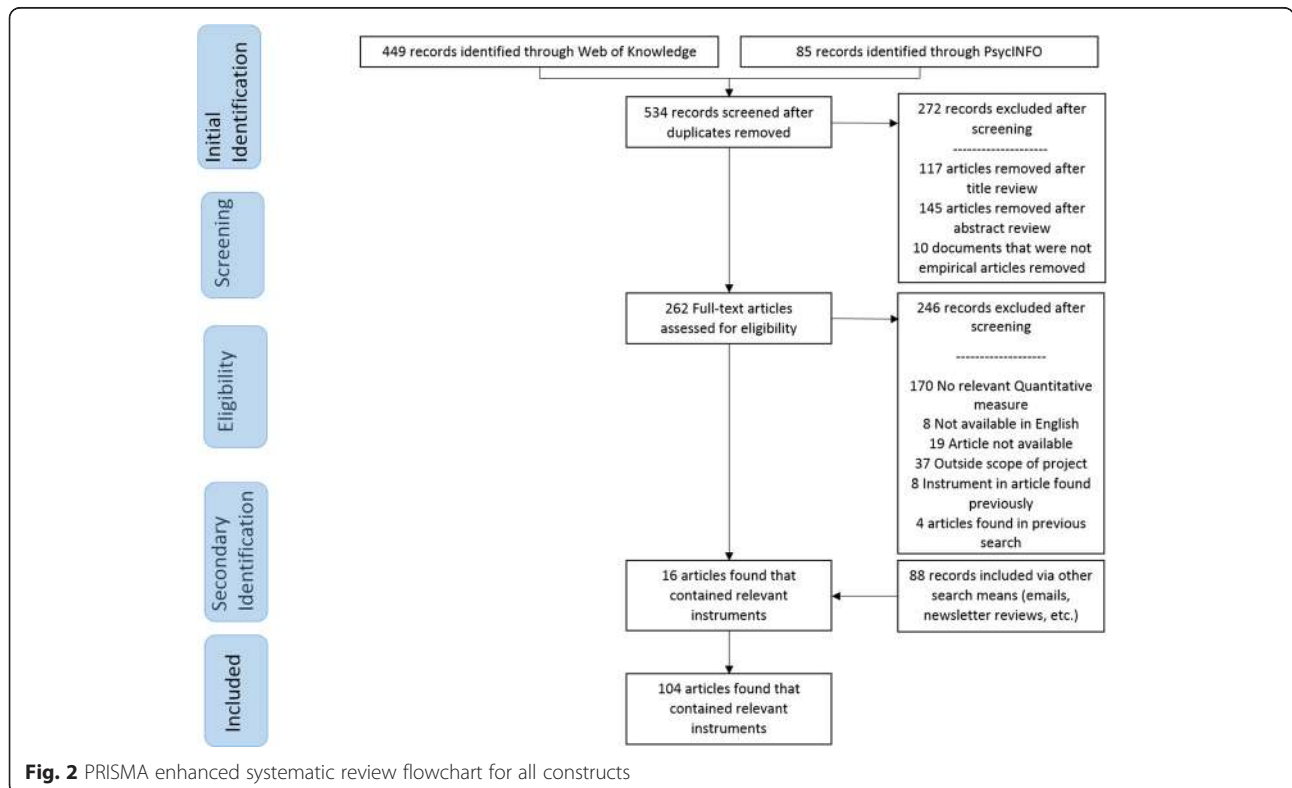 449 records identified through Web of Knowledge
85 records identified through PsycINFO
Initial
Identification
534 records screened after
duplicates removed
272 records excluded after
screening
--------------------
117 articles removed after
title review
145 articles removed after
abstract review
10 documents that were not
empirical articles removed
Screening
262 Full-text articles
assessed for eligibility
246 records excluded after
screening
-------------------
170 No relevant Quantitative
measure
8 Not available in English
19 Article not available
37 Outside scope of project
8 Instrument in article found
previously
4 articles found in previous
search
Eligibility
Secondary
Identification
16 articles found that
contained relevant
instruments
88 records included via other
search means (emails,
newsletter reviews, etc.)
Included
104 articles found that
contained relevant
instruments
Fig. 2 PRISMA enhanced systematic review flowchart for all constructs